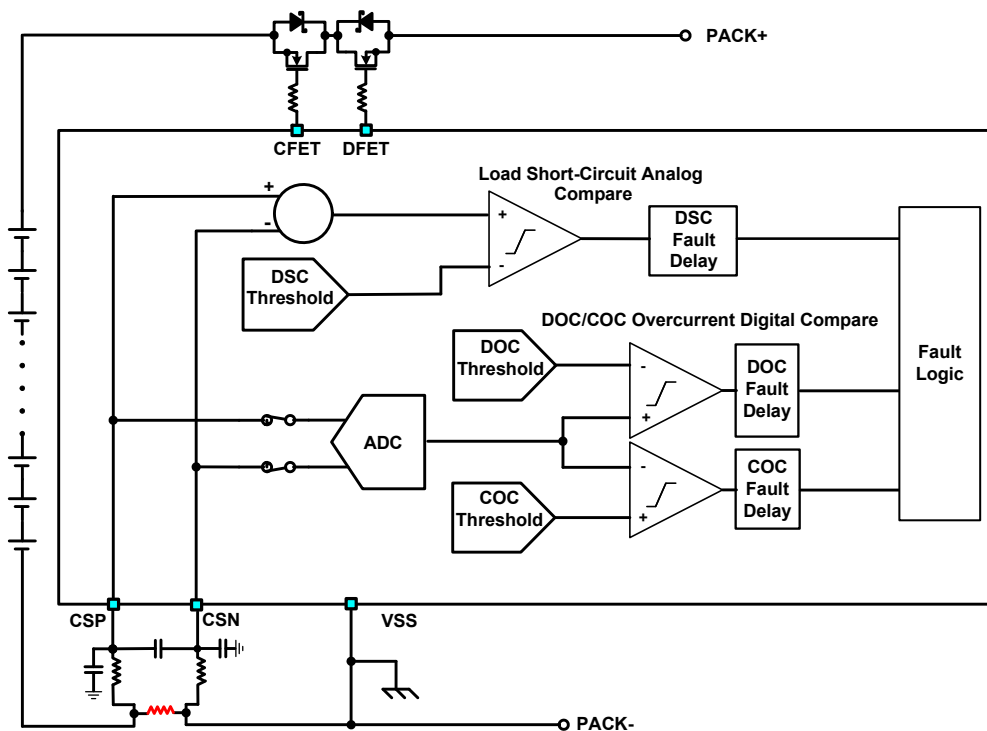 PACK+
CFET
DFET
+
-
Load Short-Circuit Analog
Compare
+
-
DSC
Threshold
DSC
Fault
Delay
DOC/COC Overcurrent Digital Compare
DOC
Threshold
-
+
DOC
Fault
Delay
Fault
Logic
ADC
COC
Threshold
-
+
COC
Fault
Delay
CSP
CSN
VSS
PACK-